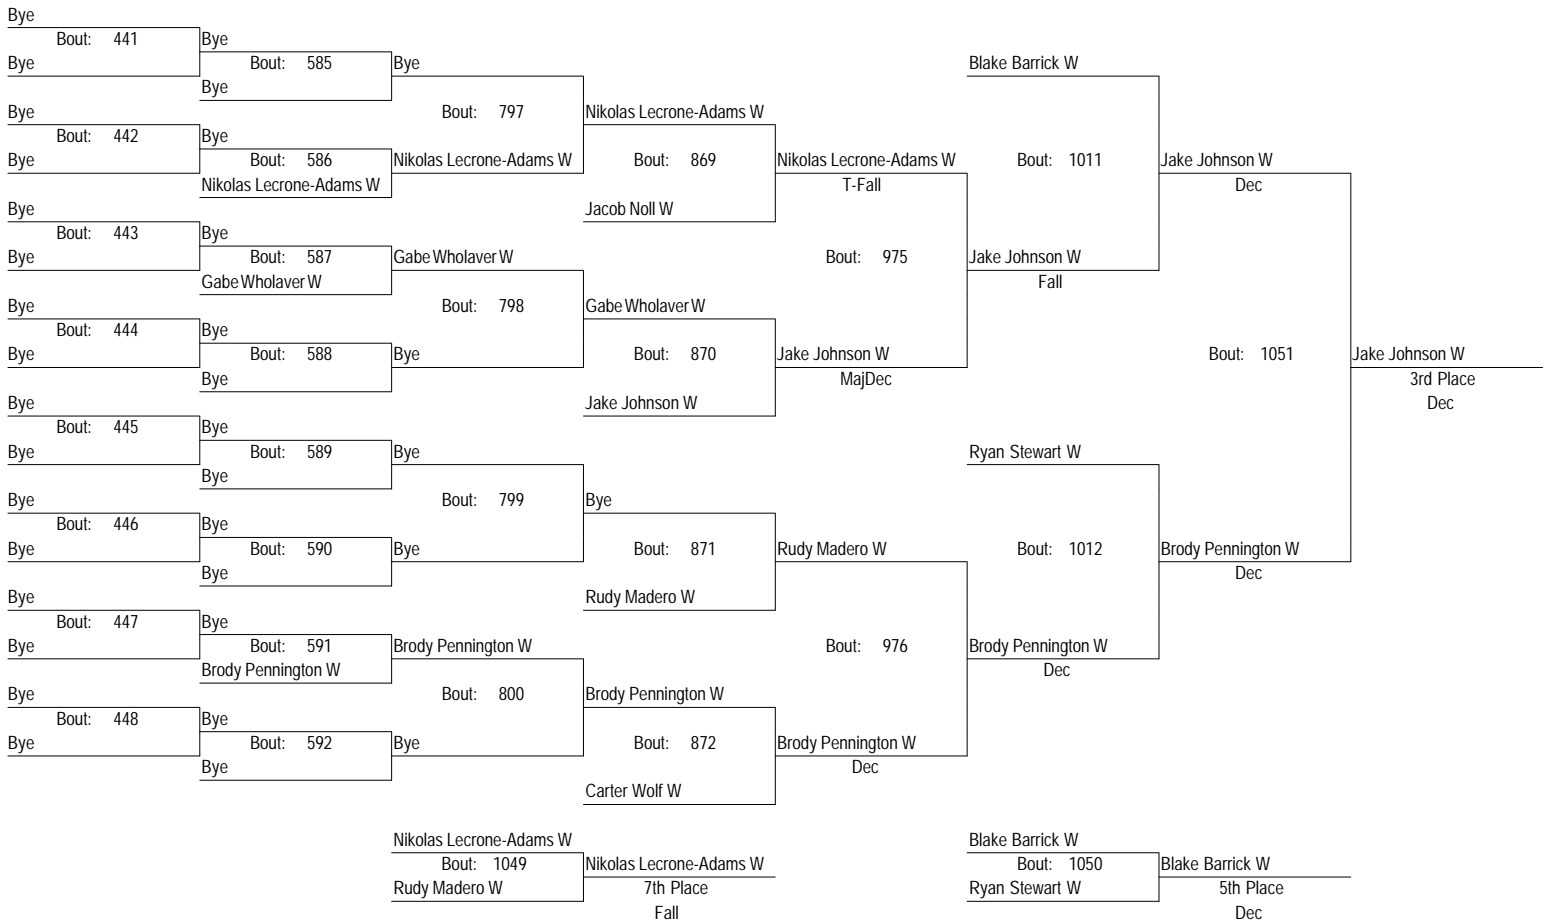 Bye
Bout: 441
Bye
Bye
Bout: 442
Bye
Bye
Bout: 443
Bye
Bye
Bout: 444
Bye
Bye
Bout: 445
Bye
Bye
Bout: 446
Bye
Bye
Bout: 447
Bye
Bye
Bout: 448
Bye
Bye
Bout: 585
Bye
Bye
Bout: 586
Nikolas Lecrone-Adams W
Bye
Bout: 587
Gabe Wholaver W
Bye
Bout: 588
Bye
Bye
Bout: 589
Bye
Bye
Bout: 590
Bye
Bye
Bout: 591
Brody Pennington W
Bye
Bout: 592
Bye
Bye
Bout: 797
Nikolas Lecrone-Adams W
Gabe Wholaver W
Bout: 798
Bye
Bye
Bout: 799
Bye
Brody Pennington W
Bout: 800
Bye
Nikolas Lecrone-Adams W
Bout: 869
Jacob Noll W
Gabe Wholaver W
Bout: 870
Jake Johnson W
Bye
Bout: 871
Rudy Madero W
Brody Pennington W
Bout: 872
Carter Wolf W
Nikolas Lecrone-Adams W
T-Fall
Bout: 975
Jake Johnson W
MajDec
Rudy Madero W
Bout: 976
Brody Pennington W
Dec
Blake Barrick W
Bout: 1011
Jake Johnson W
Fall
Ryan Stewart W
Bout: 1012
Brody Pennington W
Dec
Jake Johnson W
Dec
Bout: 1051
Brody Pennington W
Dec
Jake Johnson W
3rd Place
Dec
Nikolas Lecrone-Adams W
Bout: 1049
Rudy Madero W
Nikolas Lecrone-Adams W
7th Place
Fall
Blake Barrick W
Bout: 1050
Ryan Stewart W
Blake Barrick W
5th Place
Dec